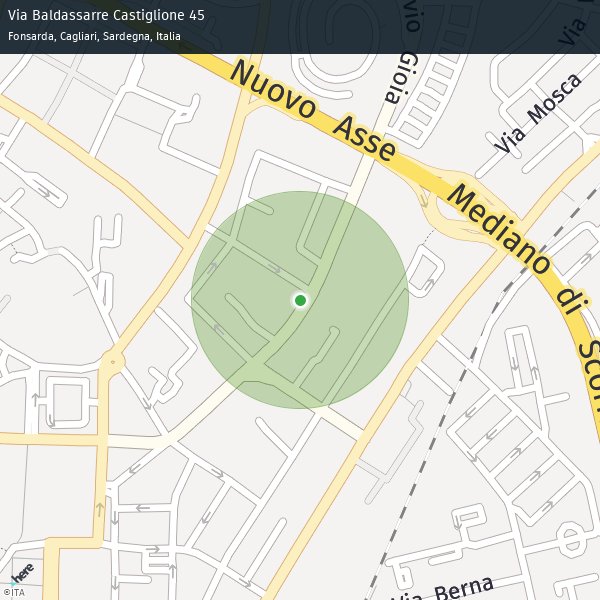 Via Baldassarre Castiglione 45
Fonsarda, Cagliari, Sardegna, Italia
vio Gioia
Via
Via Mosca
Nuovo Asse Mediano di Scorr
Via Berna
here
©ITA